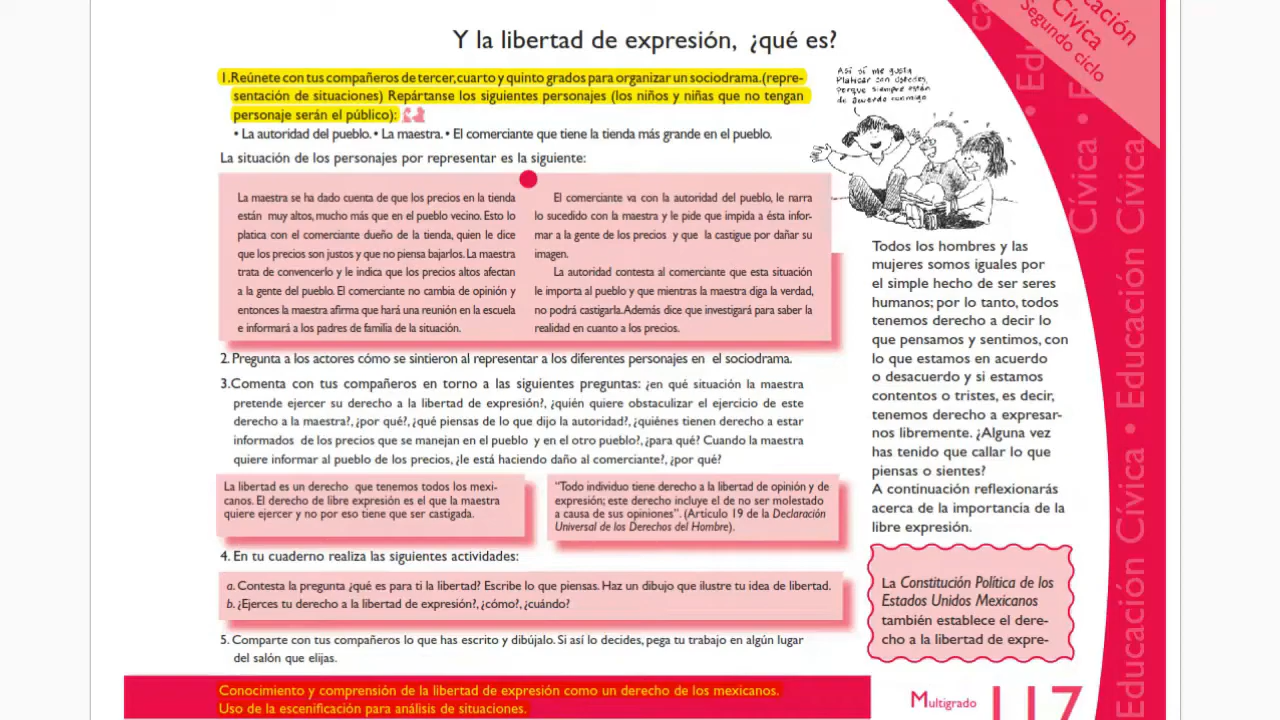 Y la libertad de expresión, ¿qué es?
1.Reúnete con tus compañeros de tercer,cuarto y quinto grados para organizar un sociodrama.(repre-
sentación de situaciones) Repártanse los siguientes personajes (los niños y niñas que no tengan
personaje serán el público):
• La autoridad del pueblo. • La maestra. • El comerciante que tiene la tienda más grande en el pueblo.
La situación de los personajes por representar es la siguiente:
La maestra se ha dado cuenta de que los precios en la tienda
están muy altos, mucho más que en el pueblo vecino. Esto lo
platica con el comerciante dueño de la tienda, quien le dice
que los precios son justos y que no piensa bajarlos. La maestra
trata de convencerlo y le indica que los precios altos afectan
a la gente del pueblo. El comerciante no cambia de opinión y
entonces la maestra afirma que hará una reunión en la escuela
e informará a los padres de familia de la situación.
El comerciante va con la autoridad del pueblo, le narra
lo sucedido con la maestra y le pide que impida a ésta infor-
mar a la gente de los precios y que la castigue por dañar su
imagen.
La autoridad contesta al comerciante que esta situación
le importa al pueblo y que mientras la maestra diga la verdad,
no podrá castigarla. Además dice que investigará para saber la
realidad en cuanto a los precios.
2. Pregunta a los actores cómo se sintieron al representar a los diferentes personajes en el sociodrama.
3.Comenta con tus compañeros en torno a las siguientes preguntas: ¿en qué situación la maestra
pretende ejercer su derecho a la libertad de expresión?, ¿quién quiere obstaculizar el ejercicio de este
derecho a la maestra?, ¿por qué?, ¿qué piensas de lo que dijo la autoridad?, ¿quiénes tienen derecho a estar
informados de los precios que se manejan en el pueblo y en el otro pueblo?, ¿para qué? Cuando la maestra
quiere informar al pueblo de los precios, ¿le está haciendo daño al comerciante?, ¿por qué?
La libertad es un derecho que tenemos todos los mexi-
canos. El derecho de libre expresión es el que la maestra
quiere ejercer y no por eso tiene que ser castigada.
“Todo individuo tiene derecho a la libertad de opinión y de
expresión; este derecho incluye el de no ser molestado
a causa de sus opiniones”. (Artículo 19 de la Declaración
Universal de los Derechos del Hombre).
4. En tu cuaderno realiza las siguientes actividades:
a. Contesta la pregunta ¿qué es para ti la libertad? Escribe lo que piensas. Haz un dibujo que ilustre tu idea de libertad.
b. ¿Ejerces tu derecho a la libertad de expresión?, ¿cómo?, ¿cuándo?
5. Comparte con tus compañeros lo que has escrito y dibújalo. Si así lo decides, pega tu trabajo en algún lugar
del salón que elijas.
Conocimiento y comprensión de la libertad de expresión como un derecho de los mexicanos.
Uso de la escenificación para análisis de situaciones.
Así sí me gusta
Platicar con ustedes,
porque siempre están
de acuerdo conmigo
Todos los hombres y las
mujeres somos iguales por
el simple hecho de ser seres
humanos; por lo tanto, todos
tenemos derecho a decir lo
que pensamos y sentimos, con
lo que estamos en acuerdo
o desacuerdo y si estamos
contentos o tristes, es decir,
tenemos derecho a expresar-
nos libremente. ¿Alguna vez
has tenido que callar lo que
piensas o sientes?
A continuación reflexionarás
acerca de la importancia de la
libre expresión.
La Constitución Política de los
Estados Unidos Mexicanos
también establece el dere-
cho a la libertad de expre-
Multigrado 117
cación
Cívica
Segundo ciclo
Cívica •
Educación Cívica • Educación Cívica